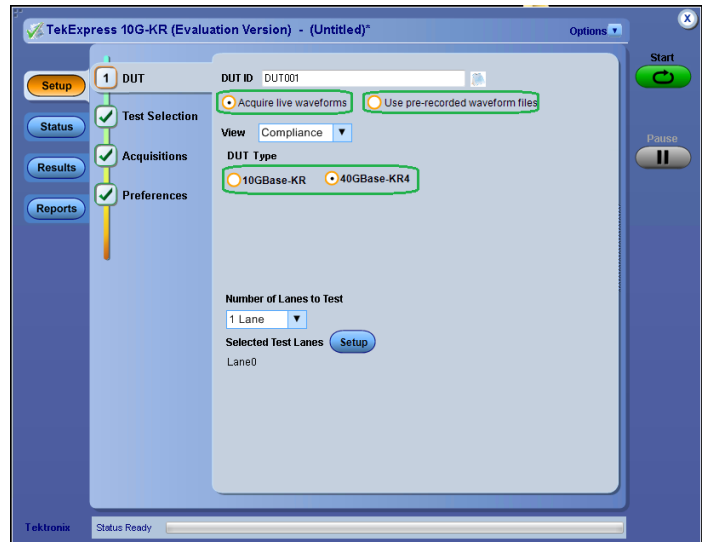 TekExpress 10G-KR (Evaluation Version) - (Untitled)*
Options
x
Start
Setup
Status
Results
Reports
1 DUT
Test Selection
Acquisitions
Preferences
DUT ID DUT001
Acquire live waveforms Use pre-recorded waveform files
View Compliance
DUT Type
10GBase-KR 40GBase-KR4
Number of Lanes to Test
1 Lane
Selected Test Lanes Setup
Lane0
Pause
Tektronix Status Ready